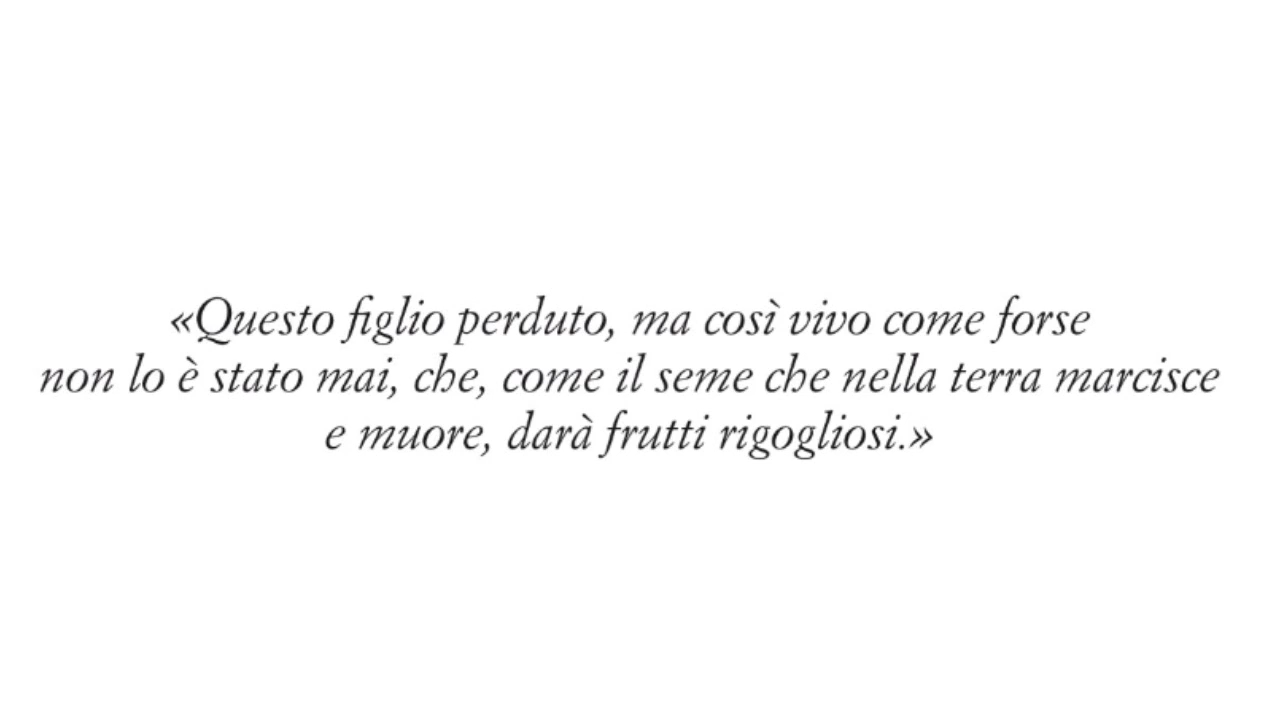 «Questo figlio perduto, ma così vivo come forse
non lo è stato mai, che, come il seme che nella terra marcisce
e muore, darà frutti rigogliosi.»